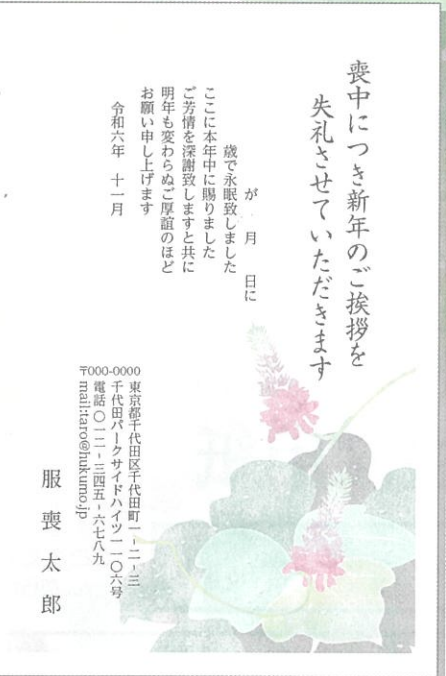 喪中につき新年のご挨拶を
失礼させていただきます
が 月 日に
歳で永眠致しました
ここに本年中に賜りました
ご芳情を深謝致しますと共に
明年も変わらぬご厚誼のほど
お願い申し上げます
令和六年 十一月
〒000-0000 東京都千代田区千代田町一-二-三
千代田パークサイドハイツ一一〇六号
電話 〇一二-三四五-六七八九
mail:taro@hukumo.jp
服喪太郎